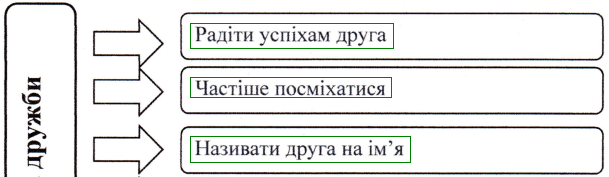 дружби
Радіти успіхам друга
Частіше посміхатися
Називати друга на ім’я